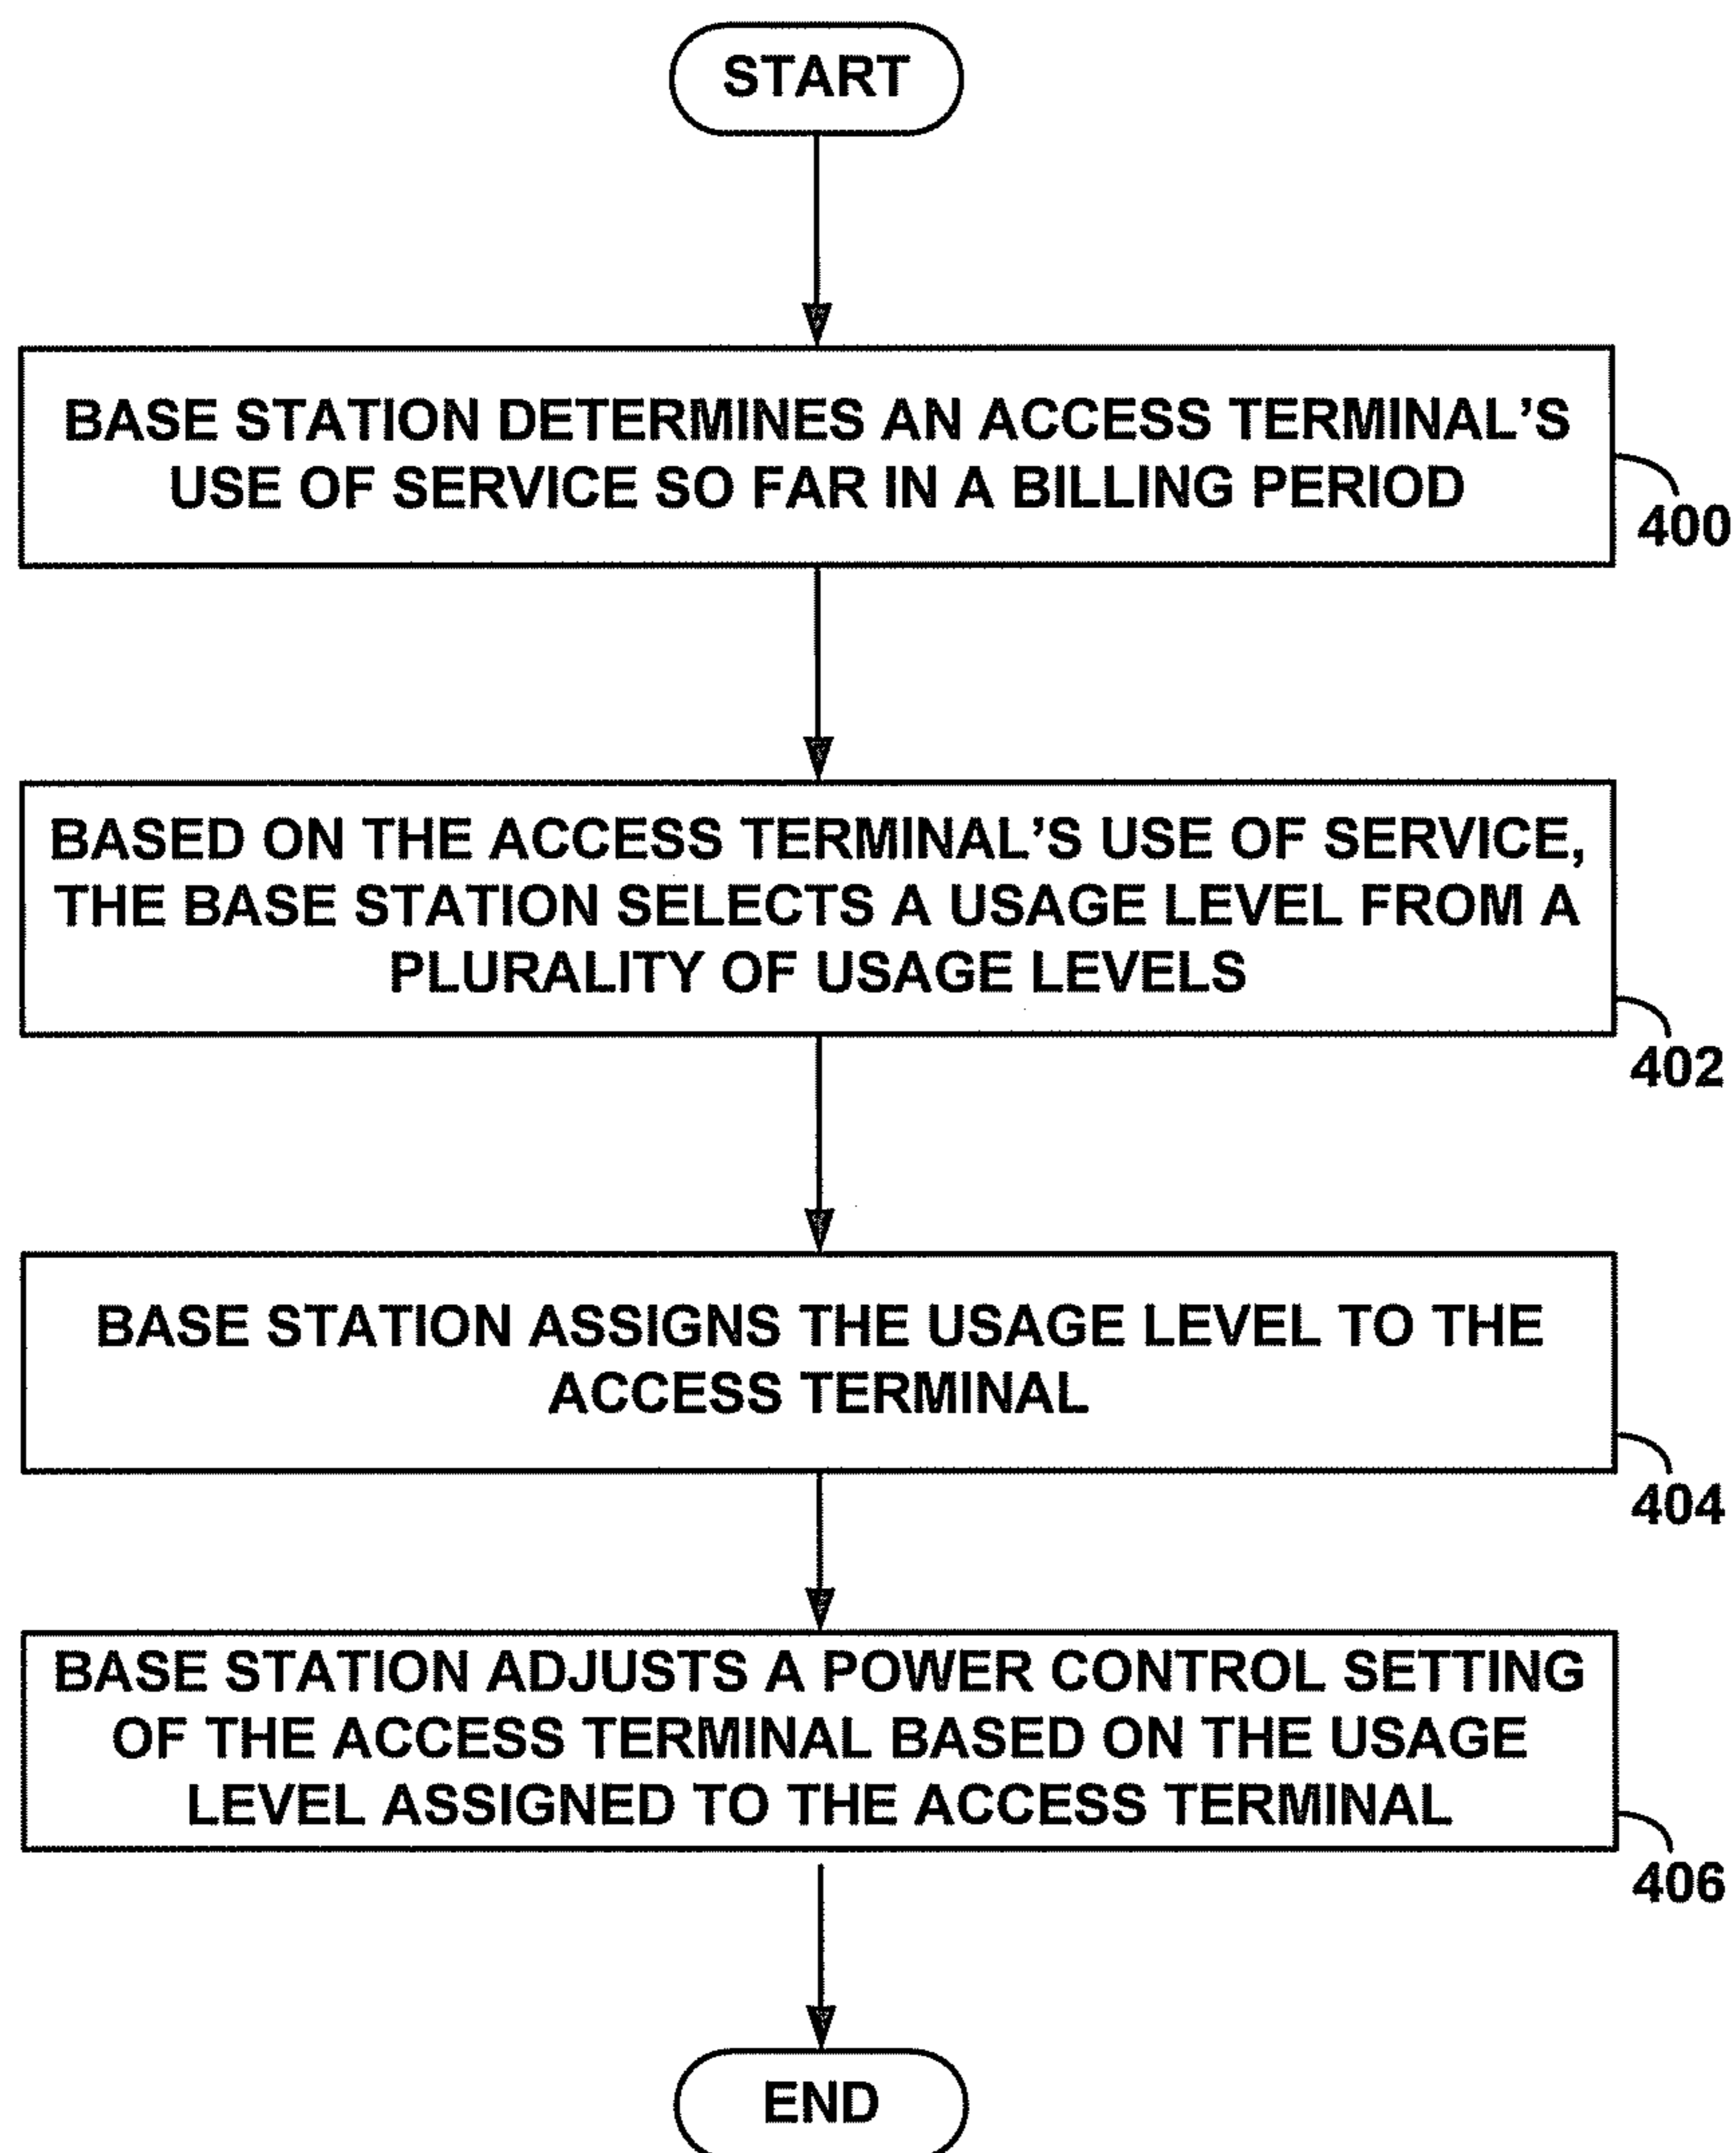 START
BASE STATION DETERMINES AN ACCESS TERMINAL’S
USE OF SERVICE SO FAR IN A BILLING PERIOD
400
BASED ON THE ACCESS TERMINAL’S USE OF SERVICE,
THE BASE STATION SELECTS A USAGE LEVEL FROM A
PLURALITY OF USAGE LEVELS
402
BASE STATION ASSIGNS THE USAGE LEVEL TO THE
ACCESS TERMINAL
404
BASE STATION ADJUSTS A POWER CONTROL SETTING
OF THE ACCESS TERMINAL BASED ON THE USAGE
LEVEL ASSIGNED TO THE ACCESS TERMINAL
406
END